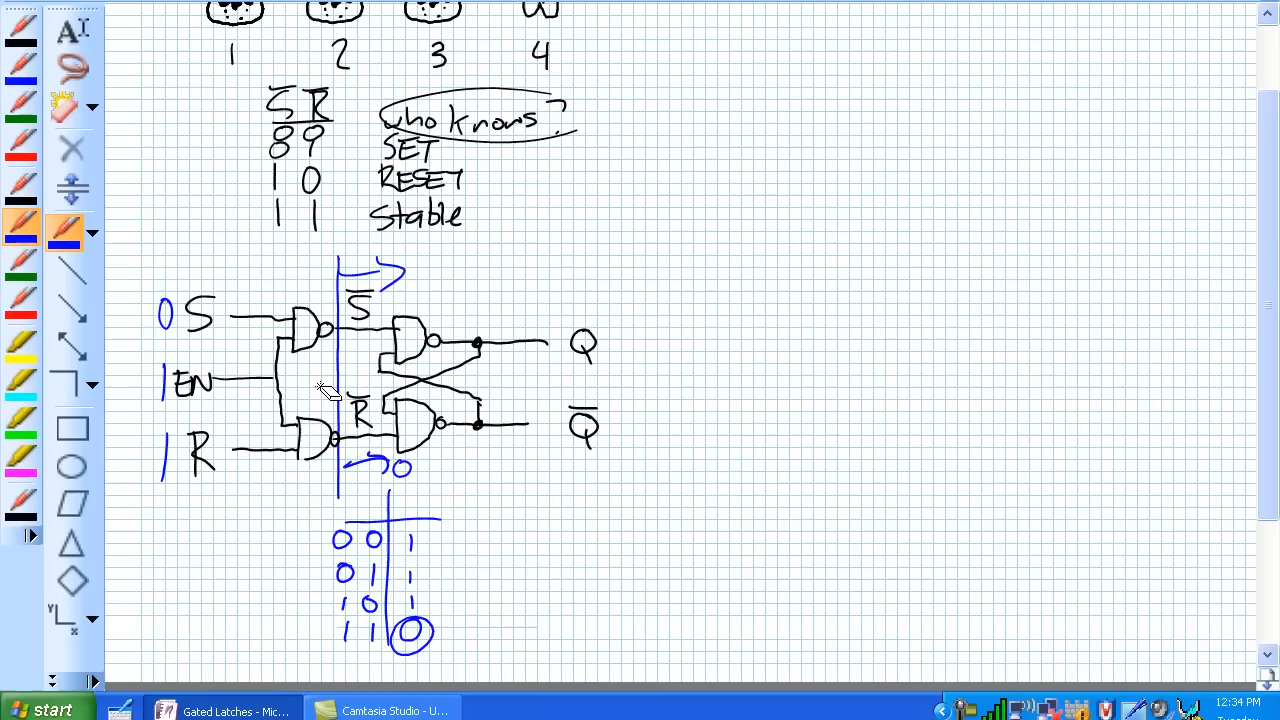 1 2 3 4
S̅ R̅ who knows?
0 0
0 1 SET
1 0 RESET
1 1 Stable
S̅
0 S
Q
1 EN
R̅
Q̅
1 R
0
0 0 1
0 1 1
1 0 1
1 1 0
start
Gated Latches - Mic...
Camtasia Studio - U...
12:34 PM
Tuesday